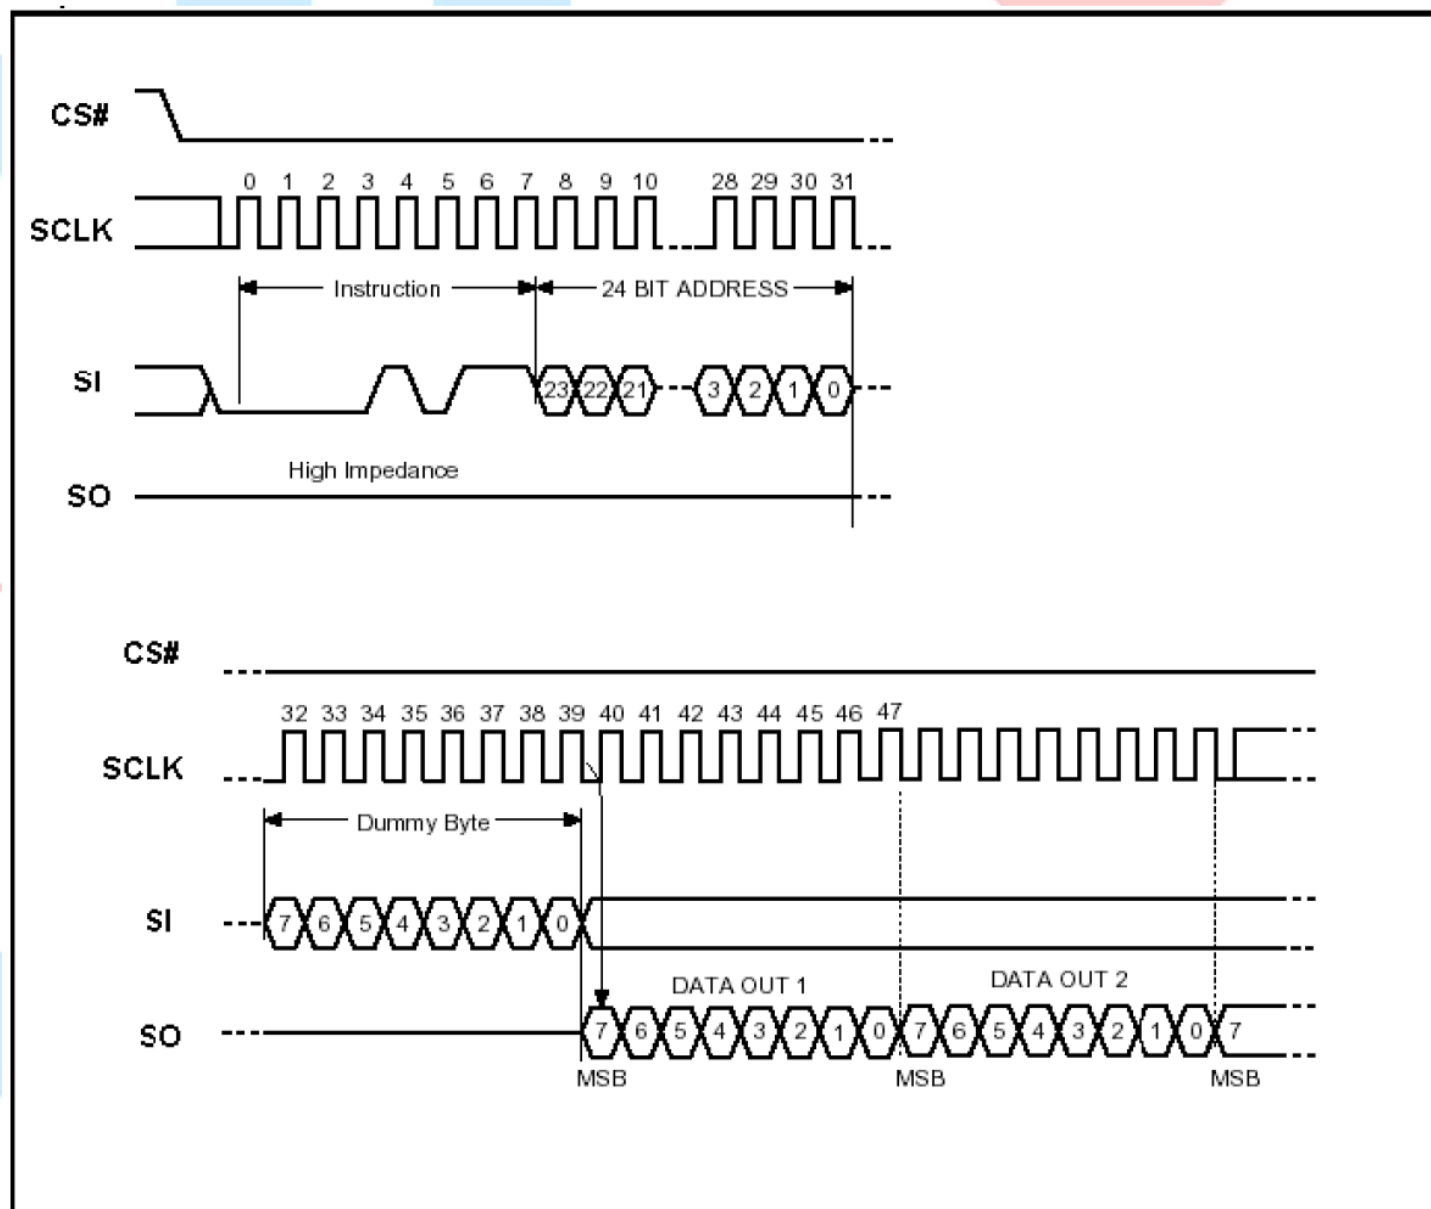 CS#
0 1 2 3 4 5 6 7 8 9 10 28 29 30 31
SCLK
Instruction 24 BIT ADDRESS
SI 23 22 21 3 2 1 0
High Impedance
SO
CS#
32 33 34 35 36 37 38 39 40 41 42 43 44 45 46 47
SCLK
Dummy Byte
SI 7 6 5 4 3 2 1 0
DATA OUT 1 DATA OUT 2
SO 7 6 5 4 3 2 1 0 7 6 5 4 3 2 1 0 7
MSB MSB MSB